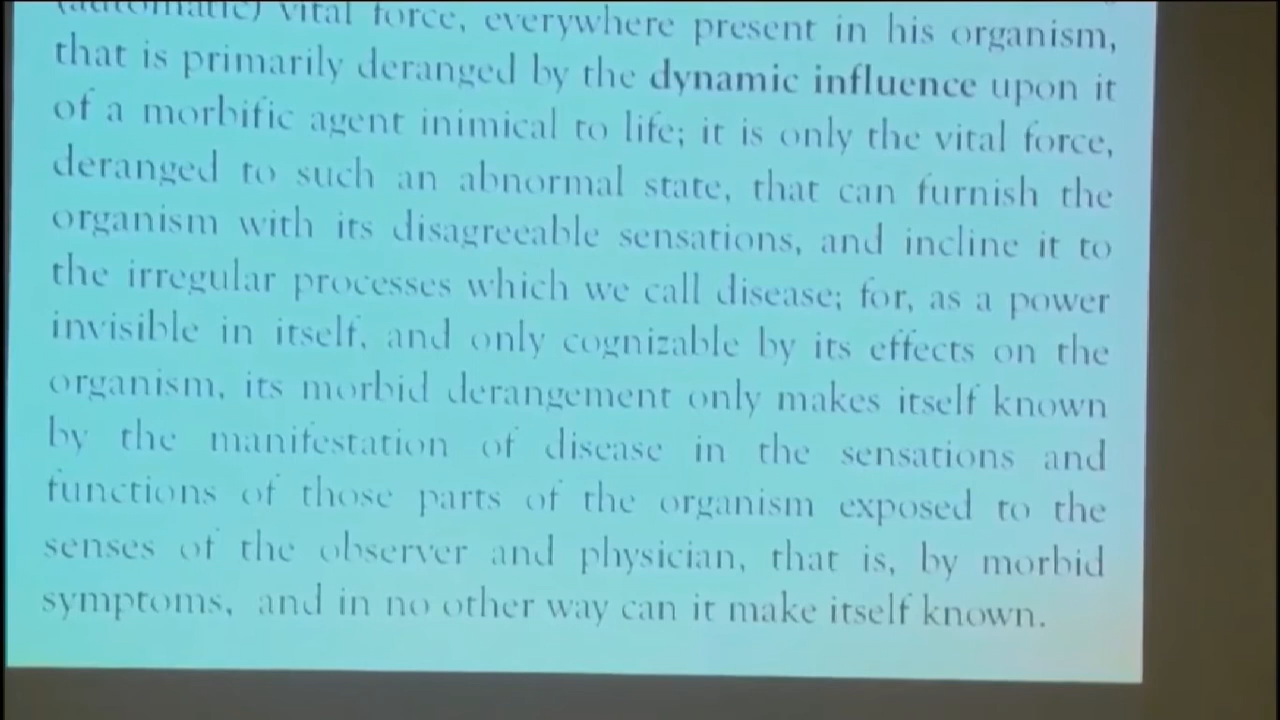 (automatic) vital force, everywhere present in his organism,
that is primarily deranged by the dynamic influence upon it
of a morbific agent inimical to life; it is only the vital force,
deranged to such an abnormal state, that can furnish the
organism with its disagreeable sensations, and incline it to
the irregular processes which we call disease; for, as a power
invisible in itself, and only cognizable by its effects on the
organism, its morbid derangement only makes itself known
by the manifestation of disease in the sensations and
functions of those parts of the organism exposed to the
senses of the observer and physician, that is, by morbid
symptoms, and in no other way can it make itself known.